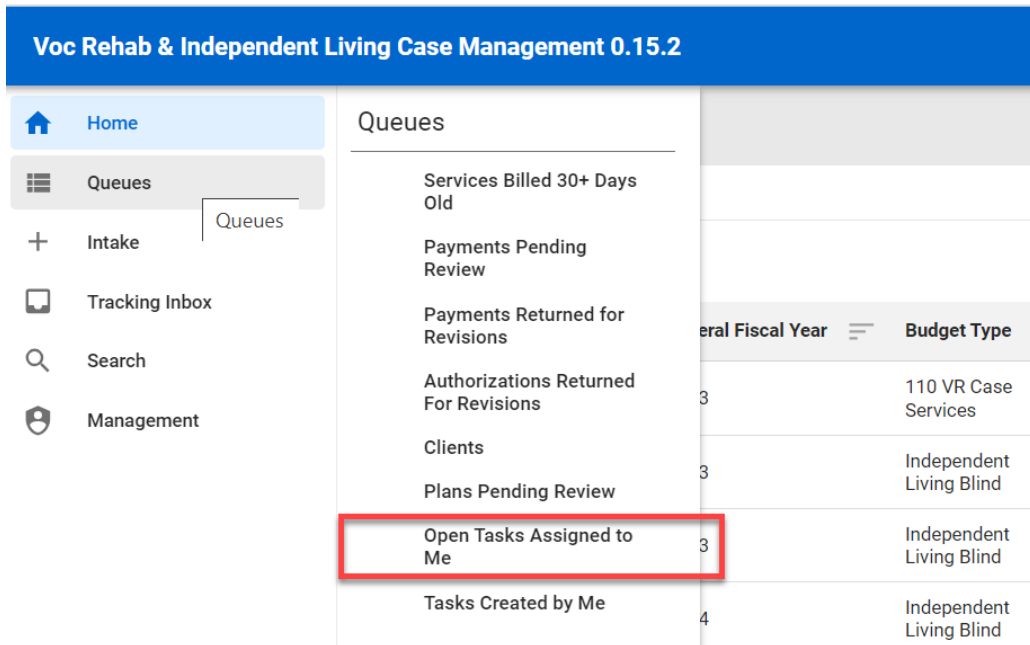 Voc Rehab & Independent Living Case Management 0.15.2
Home
Queues
Queues
Intake
Tracking Inbox
Search
Management
Queues
Services Billed 30+ Days
Old
Payments Pending
Review
Payments Returned for
Revisions
Authorizations Returned
For Revisions
Clients
Plans Pending Review
Open Tasks Assigned to
Me
Tasks Created by Me
eral Fiscal Year
Budget Type
3
110 VR Case
Services
3
Independent
Living Blind
3
Independent
Living Blind
4
Independent
Living Blind